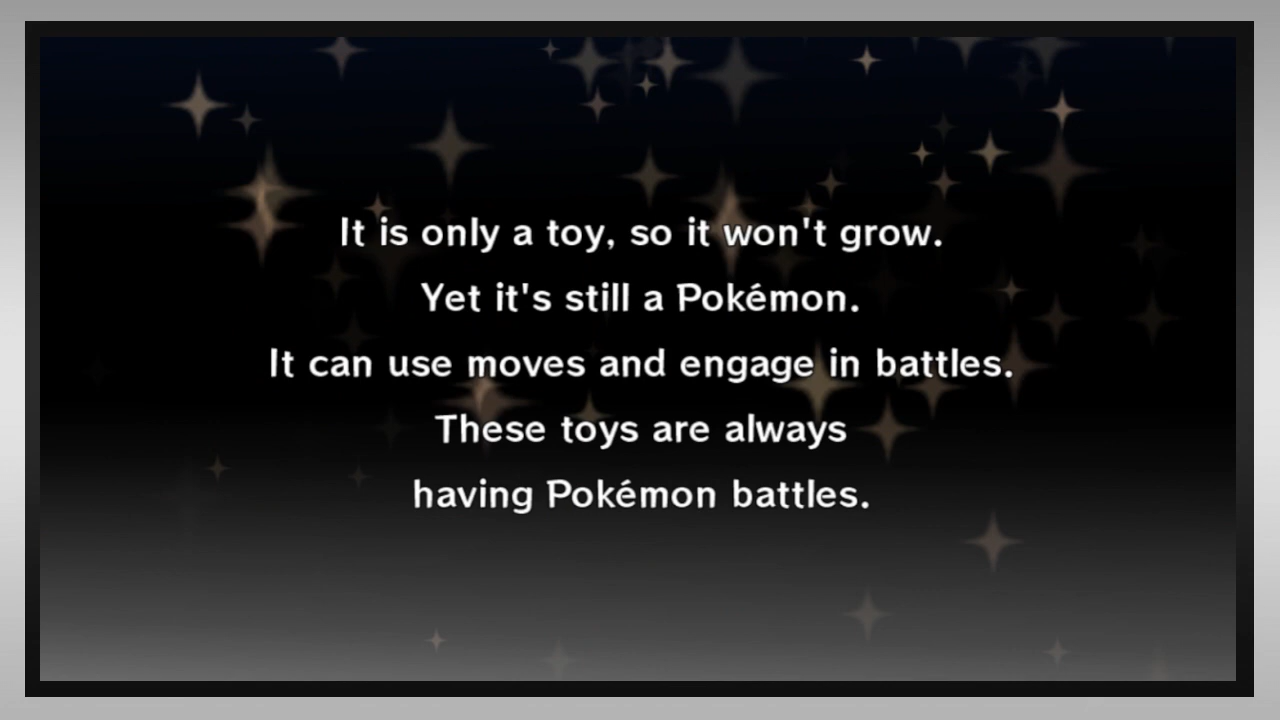 It is only a toy, so it won't grow.
Yet it's still a Pokémon.
It can use moves and engage in battles.
These toys are always
having Pokémon battles.